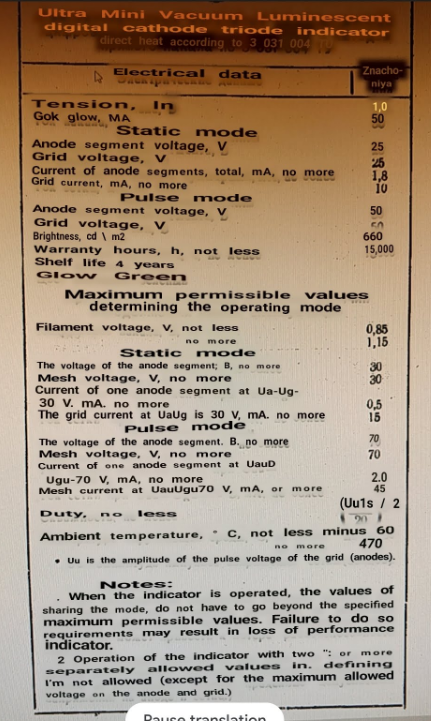 Ultra Mini Vacuum Luminescent
digital cathode triode indicator
direct heat according to 3 031 004
Electrical data
Znacho-
niya
Tension, In 1,0
Gok glow, MA 50
Static mode
Anode segment voltage, V 25
Grid voltage, V 25
Current of anode segments, total, mA, no more 1,8
Grid current, mA, no more 10
Pulse mode
Anode segment voltage, V 50
Grid voltage, V
Brightness, cd \ m2 660
Warranty hours, h, not less 15,000
Shelf life 4 years
Glow Green
Maximum permissible values
determining the operating mode
Filament voltage, V, not less 0,85
no more 1,15
Static mode
The voltage of the anode segment; B, no more 30
Mesh voltage, V, no more 30
Current of one anode segment at Ua-Ug-
30 V. mA. no more 0,5
The grid current at UaUg is 30 V, mA. no more 15
Pulse mode
The voltage of the anode segment. B. no more 70
Mesh voltage, V, no more 70
Current of one anode segment at UauD
Ugu-70 V, mA, no more 2.0
Mesh current at UauUgu70 V, mA, or more 45
(Uu1s / 2
Duty, no less
Ambient temperature, ° C, not less minus 60
no more 470
• Uu is the amplitude of the pulse voltage of the grid (anodes).
Notes:
. When the indicator is operated, the values of
sharing the mode, do not have to go beyond the specified
maximum permissible values. Failure to do so
requirements may result in loss of performance
indicator.
2 Operation of the indicator with two ": or more
separately allowed values in. defining
I'm not allowed (except for the maximum allowed
voltage on the anode and grid.)
Pause translation